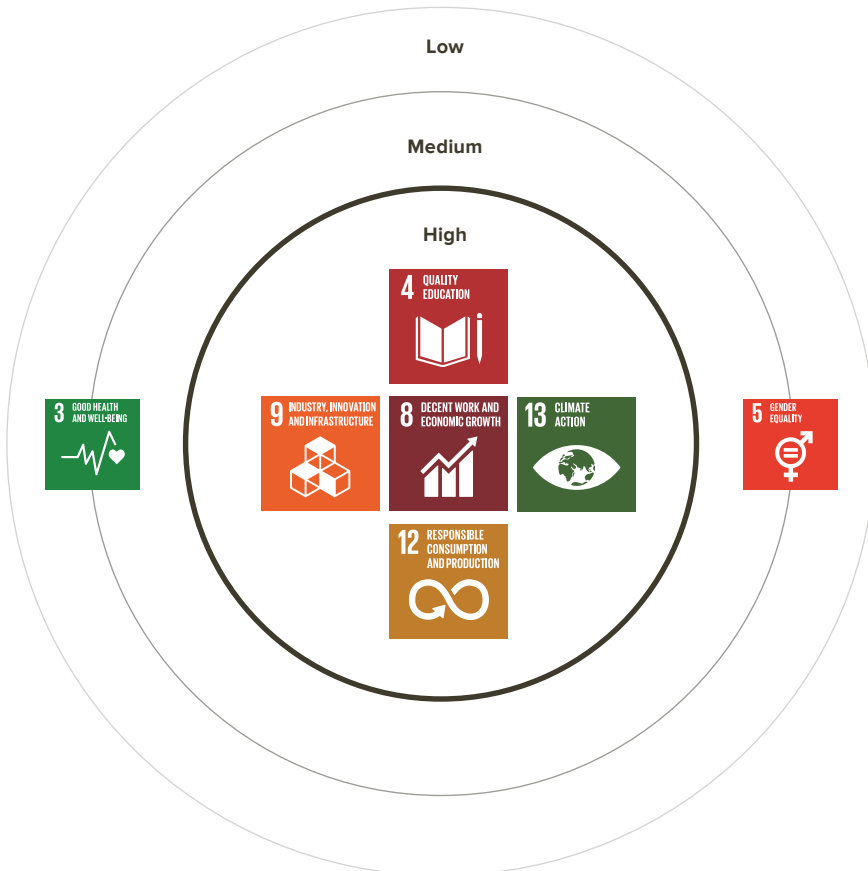 Low
Medium
High
4 QUALITY
EDUCATION
3 GOOD HEALTH
AND WELL-BEING
9 INDUSTRY, INNOVATION
AND INFRASTRUCTURE
8 DECENT WORK AND
ECONOMIC GROWTH
13 CLIMATE
ACTION
5 GENDER
EQUALITY
12 RESPONSIBLE
CONSUMPTION
AND PRODUCTION